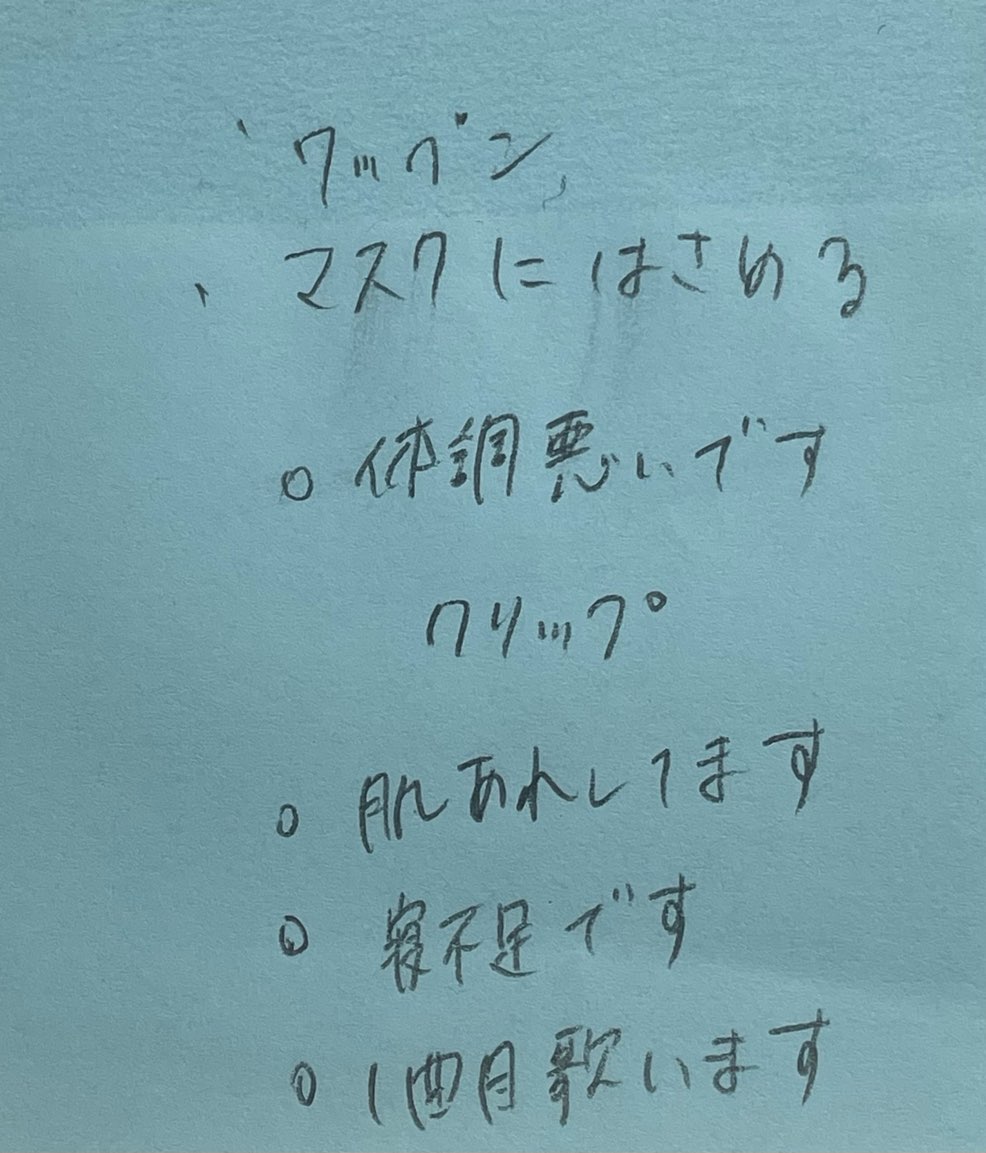 、ワッペン、
、マスクにはさめる
○ 体調悪いです
クリップ
○ 肌あれしてます
○ 寝不足です
○ 1曲目歌います